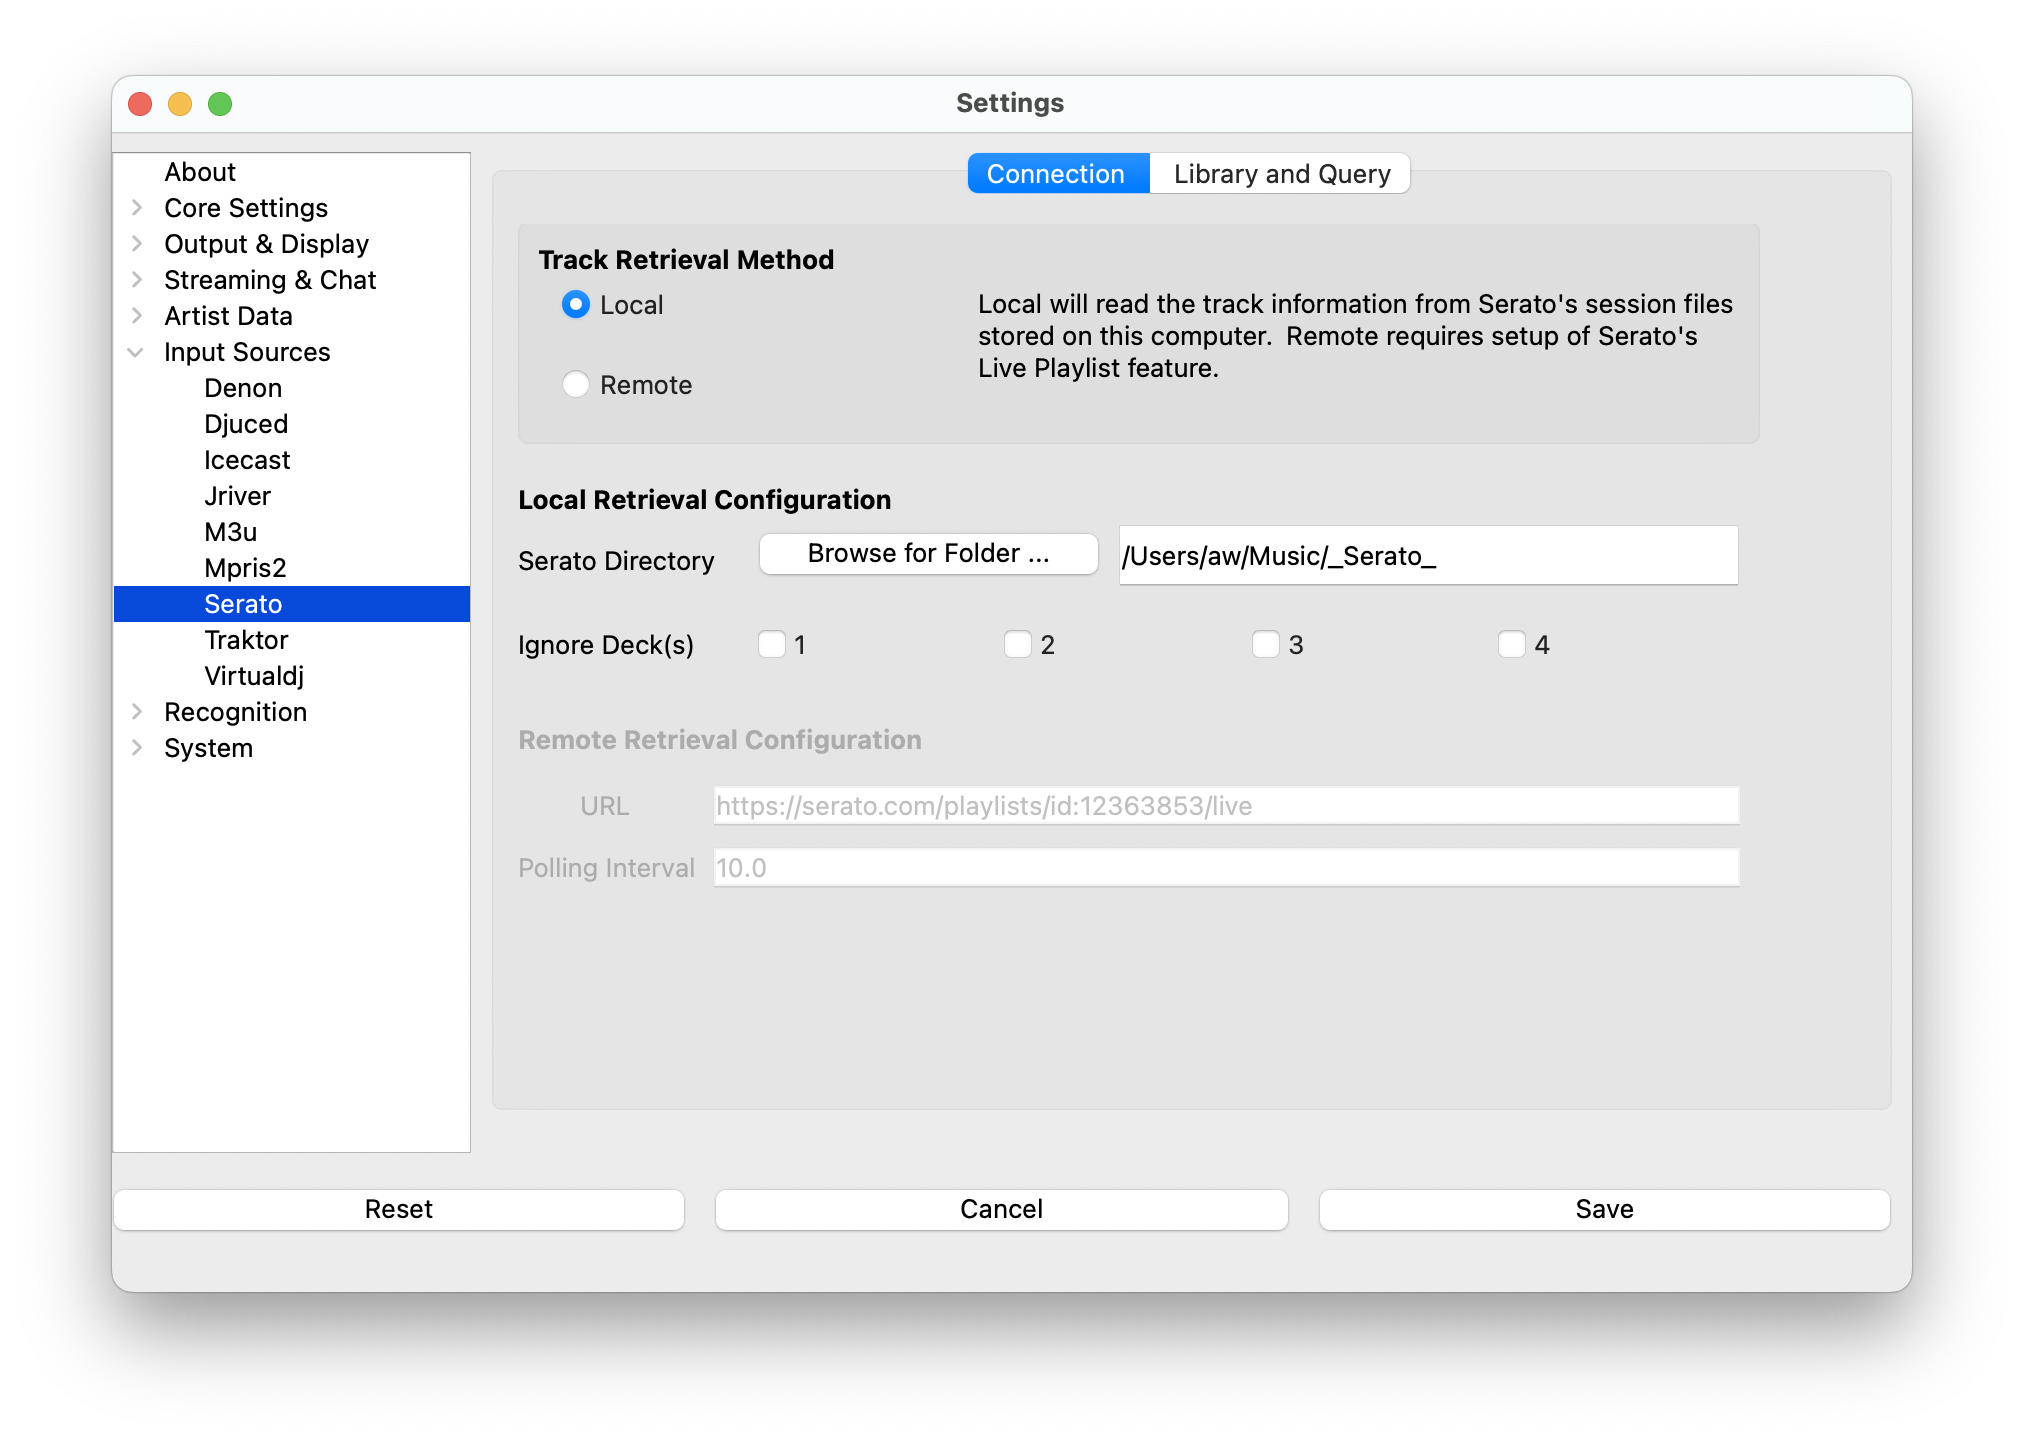 Settings
About
Core Settings
Output & Display
Streaming & Chat
Artist Data
Input Sources
Denon
Djuced
Icecast
Jriver
M3u
Mpris2
Serato
Traktor
Virtualdj
Recognition
System
Connection
Library and Query
Track Retrieval Method
Local
Remote
Local will read the track information from Serato's session files
stored on this computer.  Remote requires setup of Serato's
Live Playlist feature.
Local Retrieval Configuration
Serato Directory
Browse for Folder ...
/Users/aw/Music/_Serato_
Ignore Deck(s)
1
2
3
4
Remote Retrieval Configuration
URL
https://serato.com/playlists/id:12363853/live
Polling Interval
10.0
Reset
Cancel
Save